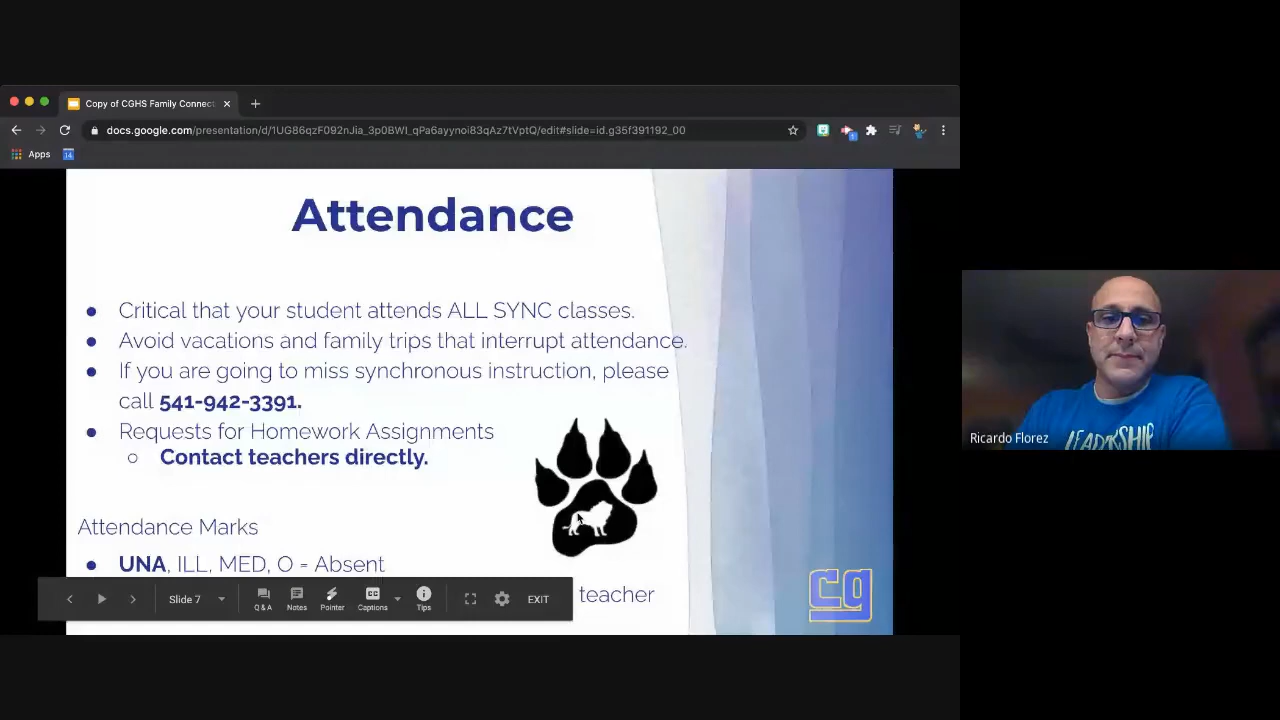 Copy of CGHS Family Connect
docs.google.com/presentation/d/1UG86qzF092nJia_3p0BWI_qPa6ayynoi83qAz7tVptQ/edit#slide=id.g35f391192_00
Apps
14
1
Attendance
● Critical that your student attends ALL SYNC classes.
● Avoid vacations and family trips that interrupt attendance.
● If you are going to miss synchronous instruction, please
call 541-942-3391.
● Requests for Homework Assignments
○ Contact teachers directly.
Attendance Marks
● UNA, ILL, MED, O = Absent
teacher
Slide 7
Q & A
Notes
Pointer
Captions
Tips
EXIT
cg
LEADERSHIP
Ricardo Florez